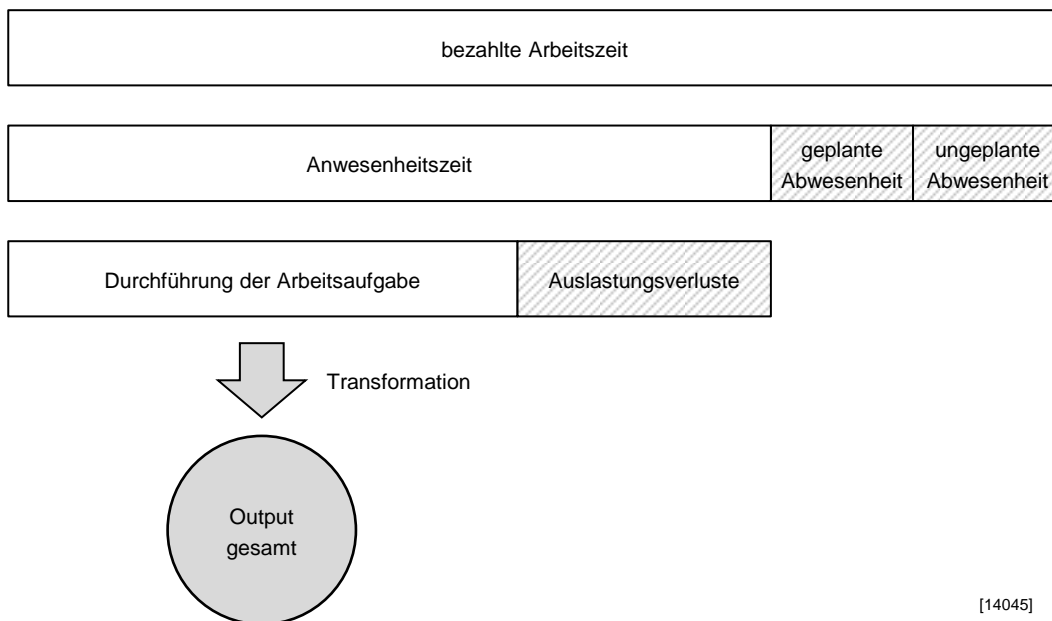 bezahlte Arbeitszeit
Anwesenheitszeit
geplante
Abwesenheit
ungeplante
Abwesenheit
Durchführung der Arbeitsaufgabe
Auslastungsverluste
Transformation
Output
gesamt
[14045]